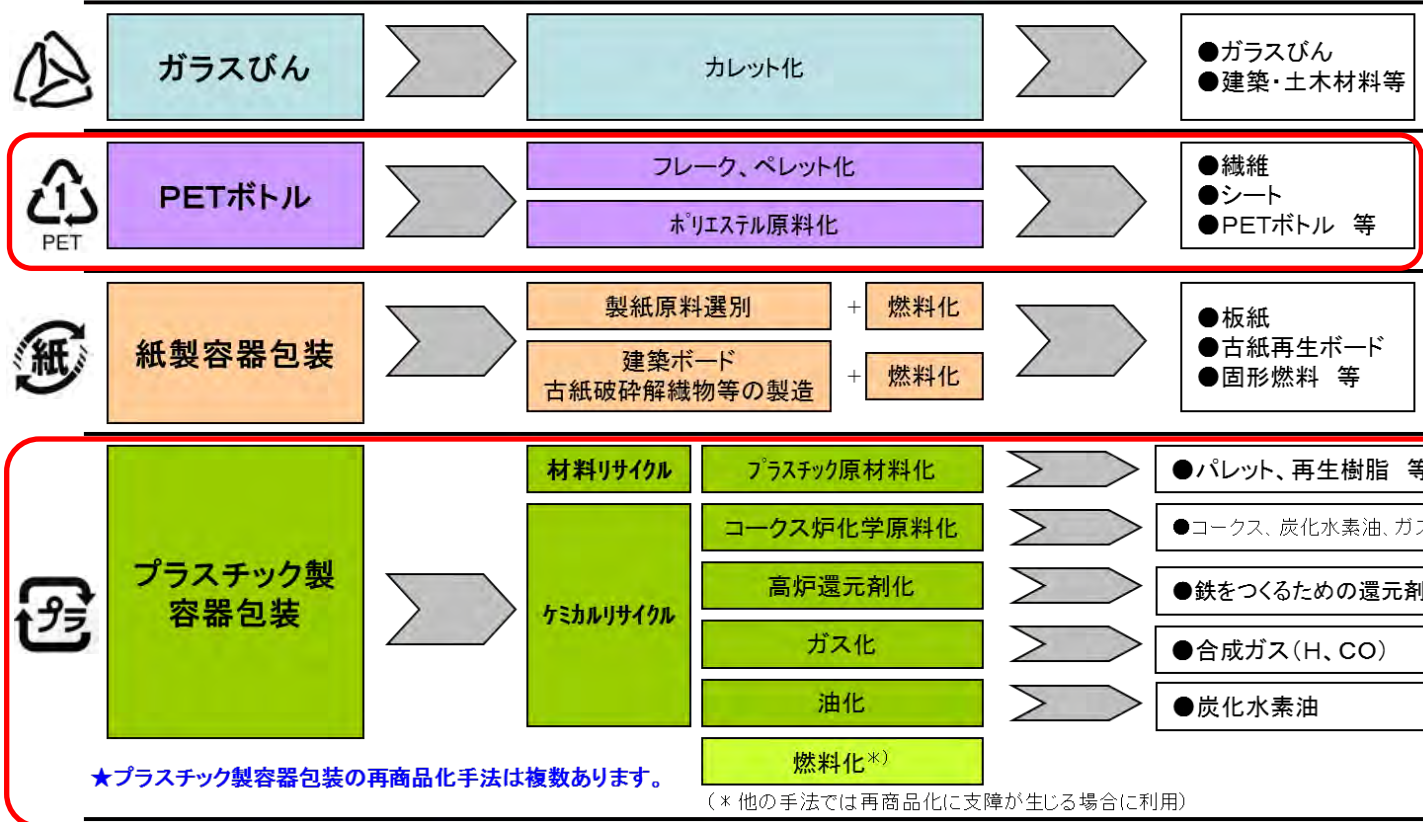 ガラスびん
カレット化
●ガラスびん
●建築・土木材料等
1
PET
PETボトル
フレーク、ペレット化
ポリエステル原料化
●繊維
●シート
●PETボトル 等
紙
紙製容器包装
製紙原料選別
+
燃料化
建築ボード
古紙破砕解繊物等の製造
+
燃料化
●板紙
●古紙再生ボード
●固形燃料 等
プラ
プラスチック製
容器包装
材料リサイクル
プラスチック原材料化
●パレット、再生樹脂 等
ケミカルリサイクル
コークス炉化学原料化
●コークス、炭化水素油、ガス
高炉還元剤化
●鉄をつくるための還元剤
ガス化
●合成ガス(H、CO)
油化
●炭化水素油
燃料化*)
★プラスチック製容器包装の再商品化手法は複数あります。
(*他の手法では再商品化に支障が生じる場合に利用)